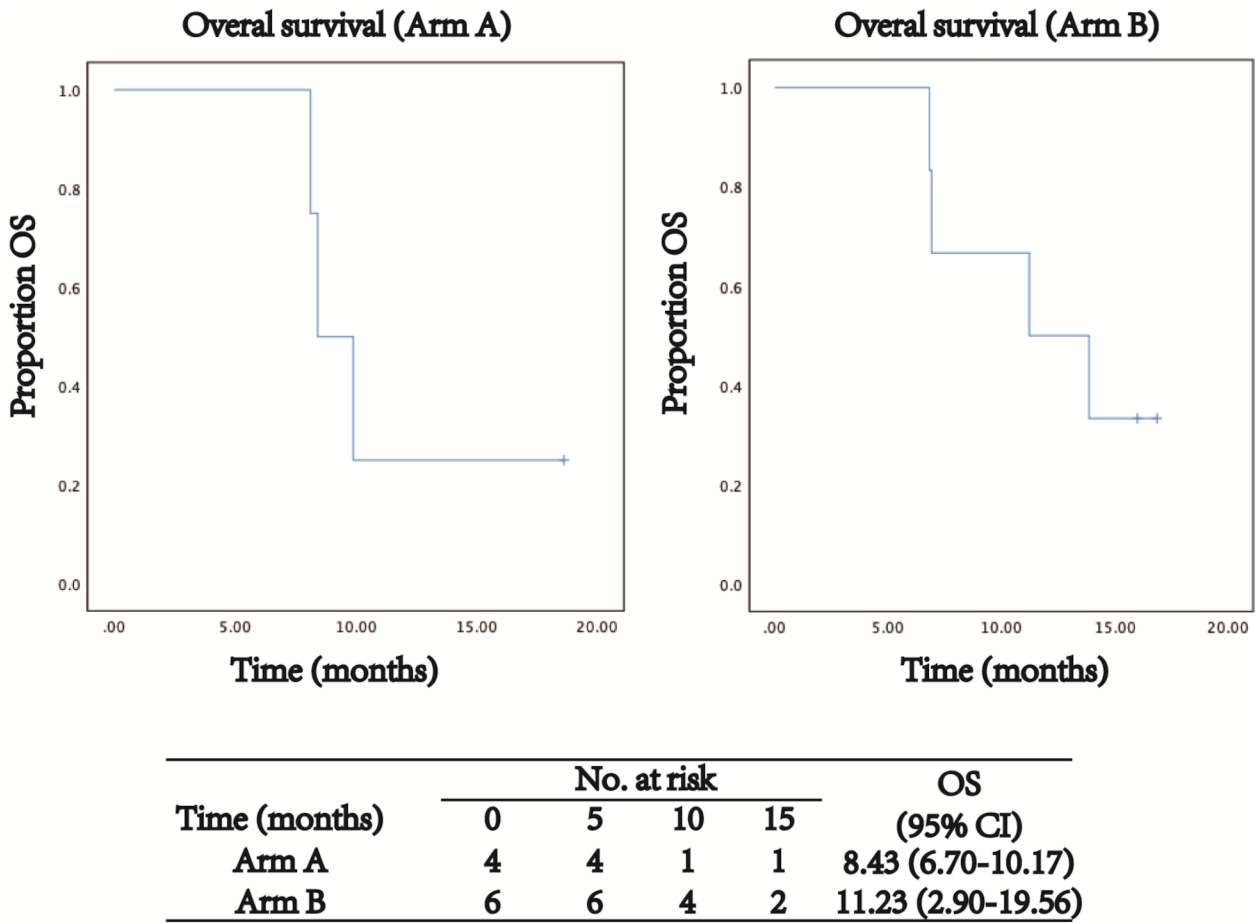 Overal survival (Arm A)
Proportion OS
1.0
0.8
0.6
0.4
0.2
0.0
.00 5.00 10.00 15.00 20.00
Time (months)
Overal survival (Arm B)
Proportion OS
1.0
0.8
0.6
0.4
0.2
0.0
.00 5.00 10.00 15.00 20.00
Time (months)
No. at risk OS
Time (months) 0 5 10 15 (95% CI)
Arm A 4 4 1 1 8.43 (6.70-10.17)
Arm B 6 6 4 2 11.23 (2.90-19.56)